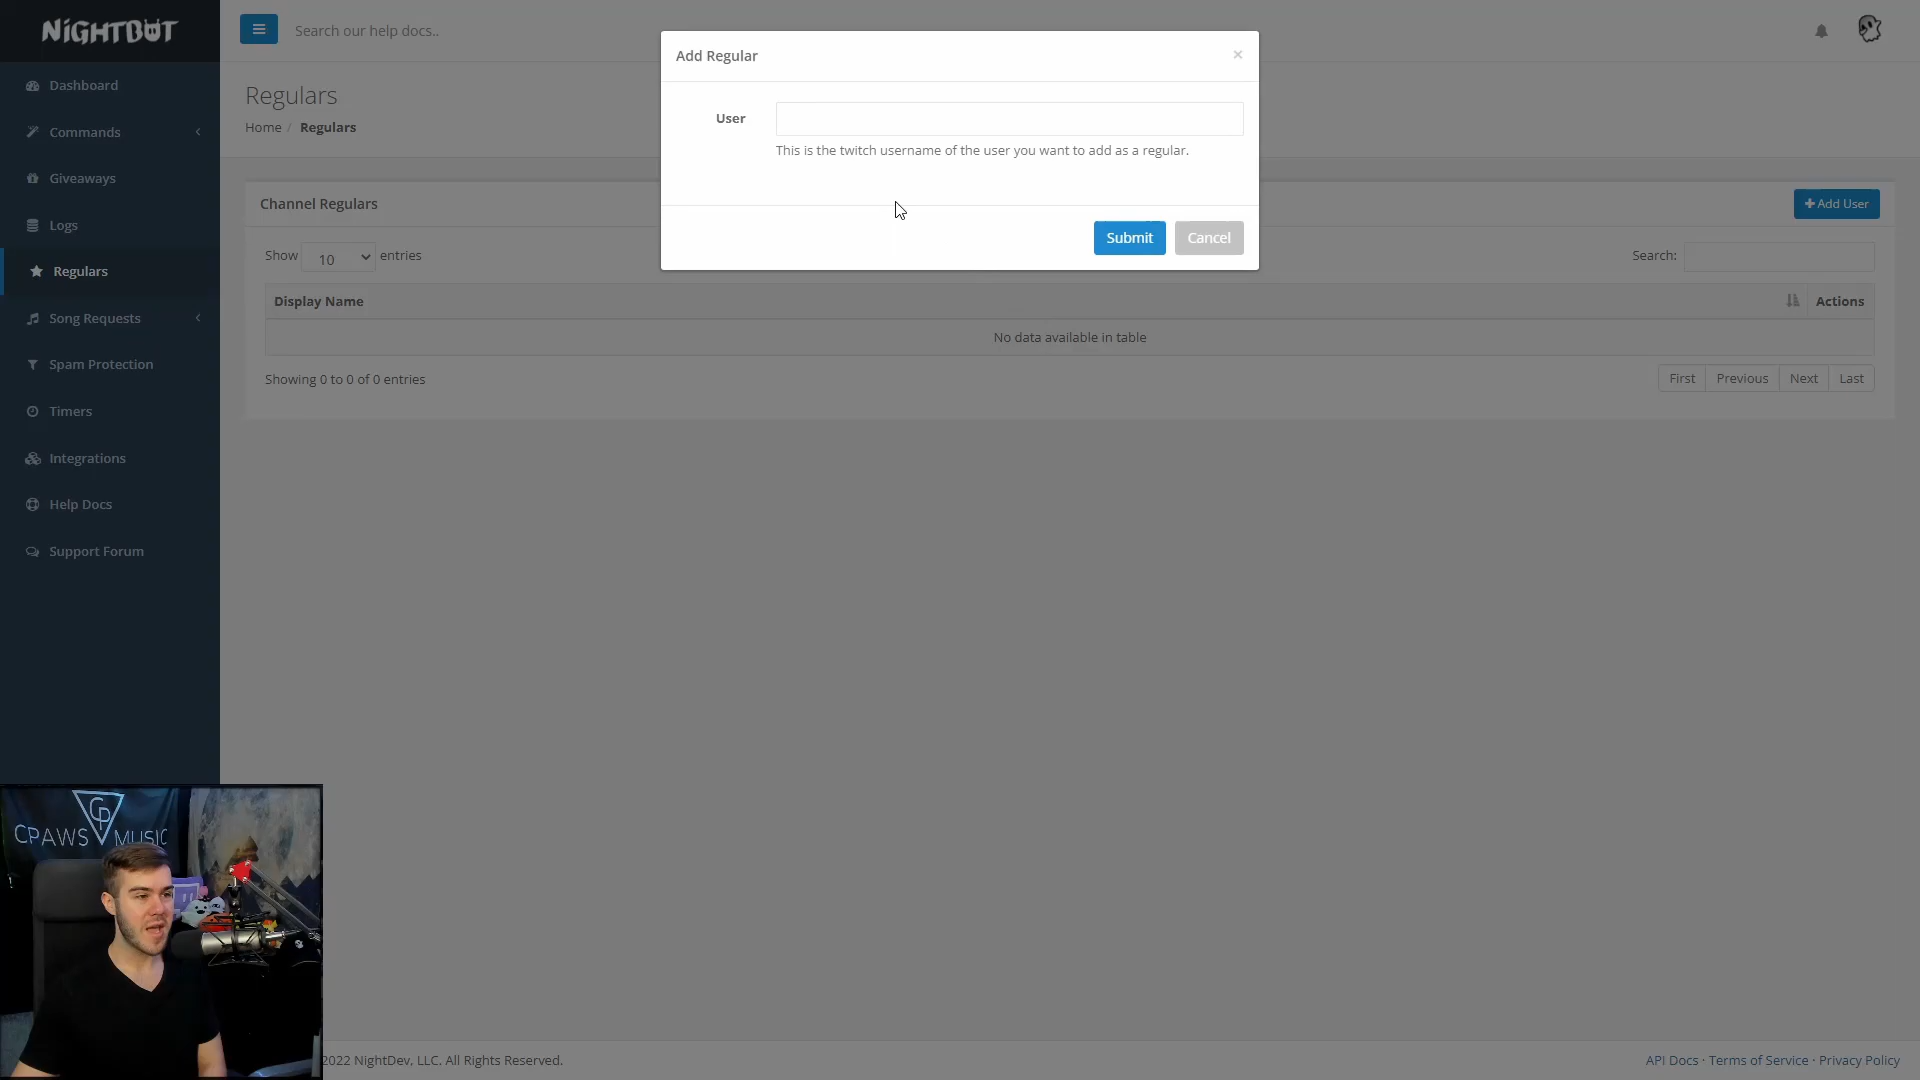 NiGHTBOT
Search our help docs..
Dashboard
Commands
Giveaways
Logs
Regulars
Song Requests
Spam Protection
Timers
Integrations
Help Docs
Support Forum
Regulars
Home / Regulars
Channel Regulars
Add User
Show 10 entries
Search:
Display Name
Actions
No data available in table
Showing 0 to 0 of 0 entries
First
Previous
Next
Last
Add Regular
×
User
This is the twitch username of the user you want to add as a regular.
Submit
Cancel
CP
CPAWS MUSIC
2022 NightDev, LLC. All Rights Reserved.
API Docs · Terms of Service · Privacy Policy